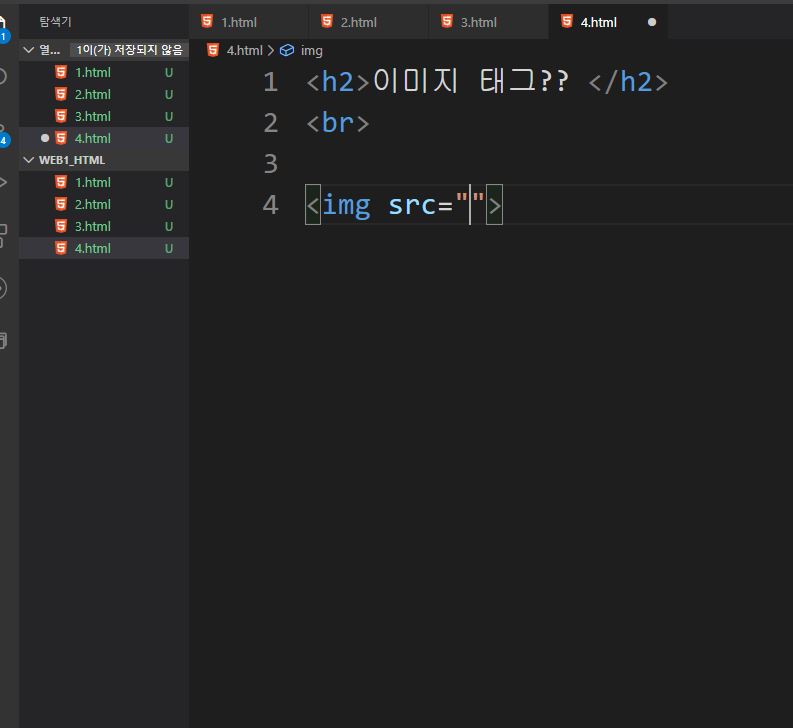 탐색기
열... 1이(가) 저장되지 않음
1.html U
2.html U
3.html U
4.html U
WEB1_HTML
1.html U
2.html U
3.html U
4.html U
1
4
1.html 2.html 3.html 4.html
4.html > img
1 <h2>이미지 태그?? </h2>
2 <br>
3
4 <img src="">